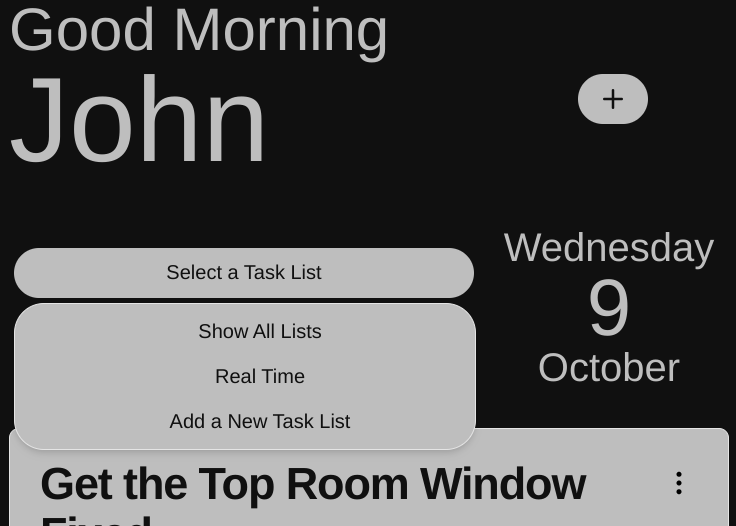 Good Morning
John
Wednesday
9
October
Select a Task List
Show All Lists
Real Time
Add a New Task List
Get the Top Room Window
Fixed